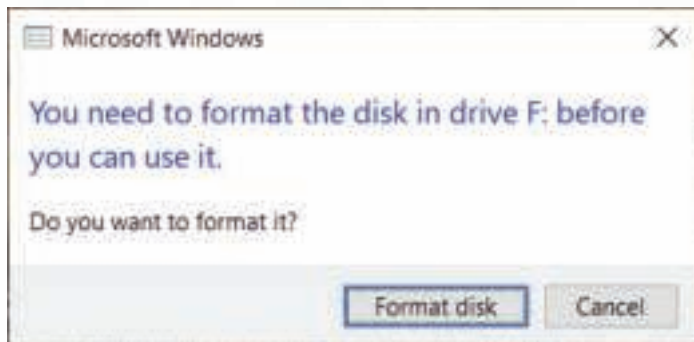 Microsoft Windows
You need to format the disk in drive F: before
you can use it.
Do you want to format it?
Format disk Cancel